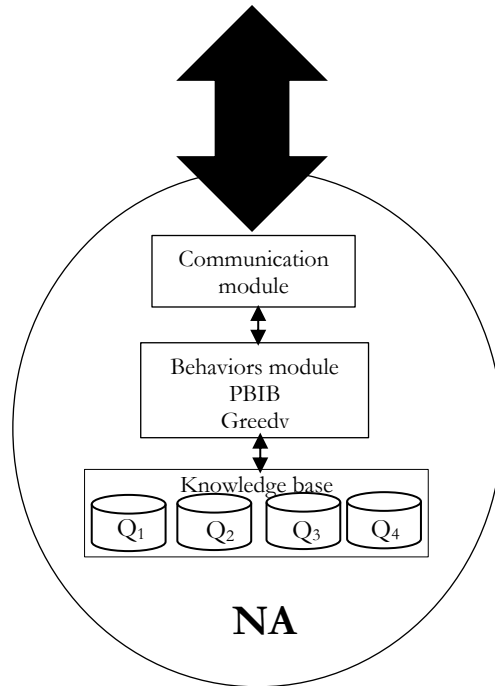 Communication
module
Behaviors module
PBIB
Greedy
Knowledge base
Q₁ Q₂ Q₃ Q₄
NA